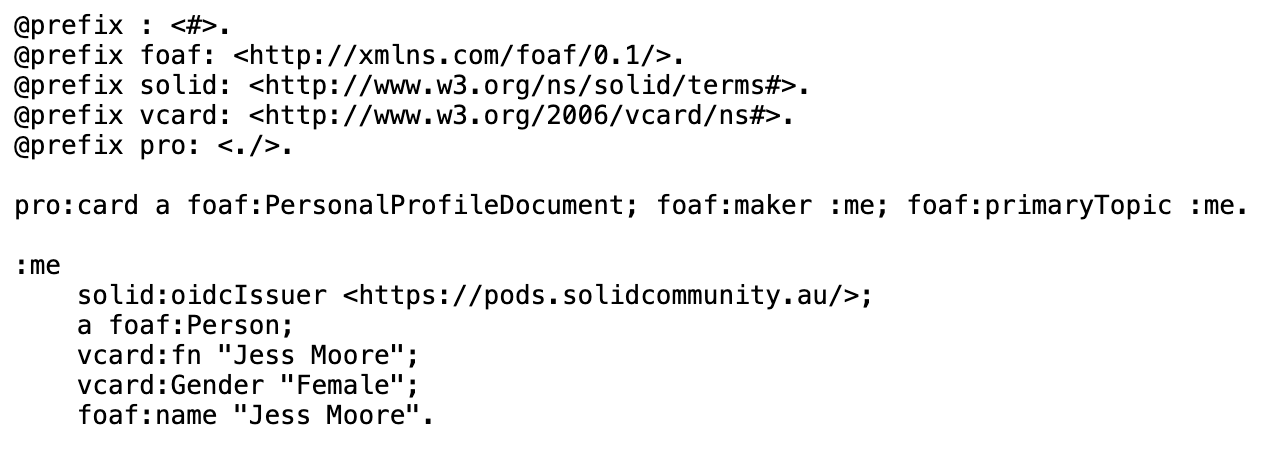 @prefix : <#>.
@prefix foaf: <http://xmlns.com/foaf/0.1/>.
@prefix solid: <http://www.w3.org/ns/solid/terms#>.
@prefix vcard: <http://www.w3.org/2006/vcard/ns#>.
@prefix pro: <./>.

pro:card a foaf:PersonalProfileDocument; foaf:maker :me; foaf:primaryTopic :me.

:me
    solid:oidcIssuer <https://pods.solidcommunity.au/>;
    a foaf:Person;
    vcard:fn "Jess Moore";
    vcard:Gender "Female";
    foaf:name "Jess Moore".